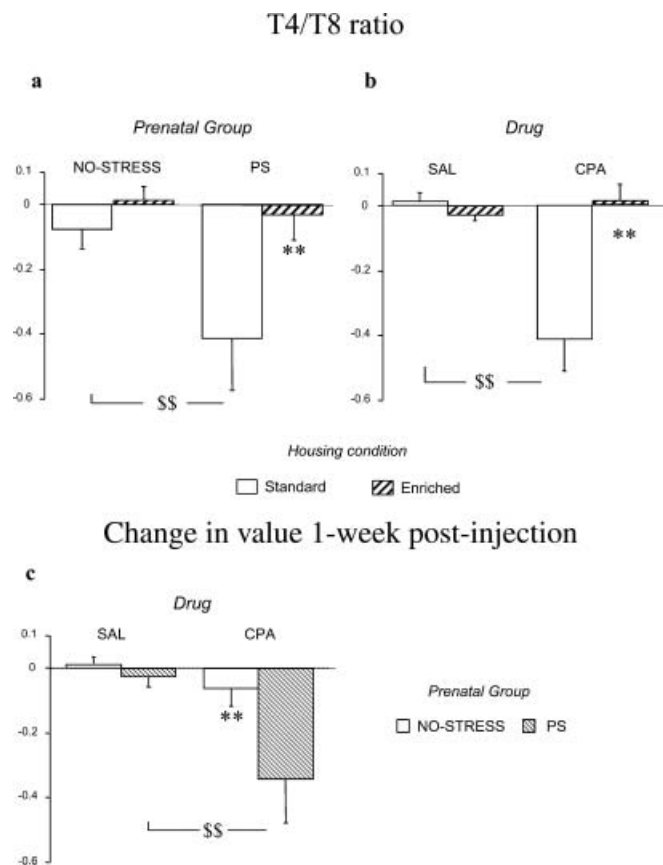 T4/T8 ratio
a
b
Prenatal Group
Drug
NO-STRESS PS
SAL CPA
0.1
0
-0.2
-0.4
-0.6
**
$$
0.1
0
-0.2
-0.4
-0.6
**
$$
Housing condition
Standard Enriched
Change in value 1-week post-injection
c
Drug
SAL CPA
0.1
0
-0.2
-0.4
-0.6
**
$$
Prenatal Group
NO-STRESS PS